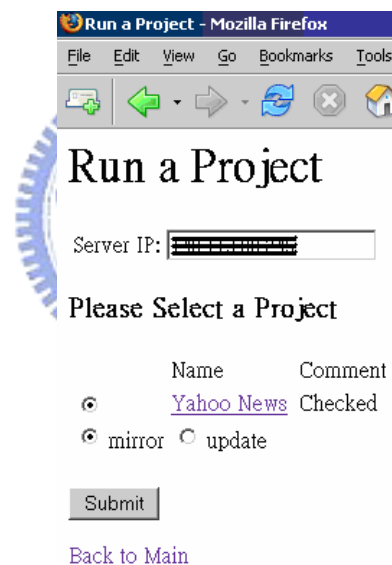 Run a Project - Mozilla Firefox
File Edit View Go Bookmarks Tools
Run a Project
Server IP:
Please Select a Project
Name Comment
Yahoo News Checked
mirror update
Submit
Back to Main